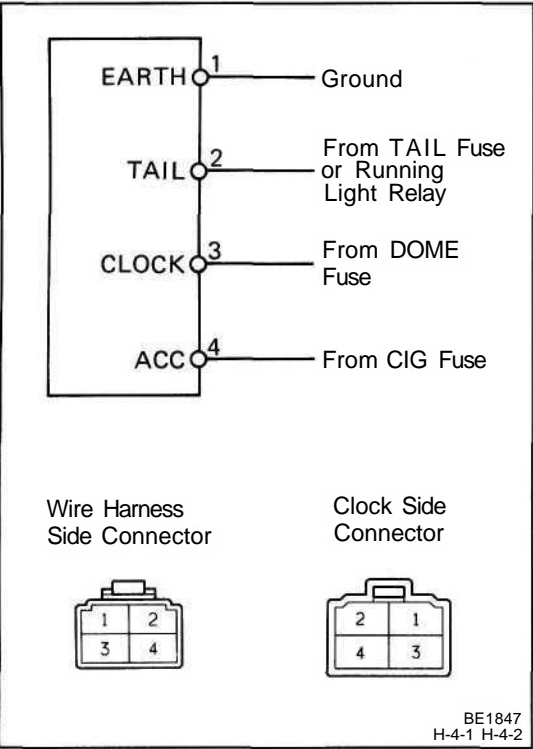 EARTH 1 Ground
TAIL 2 From TAIL Fuse
or Running
Light Relay
CLOCK 3 From DOME
Fuse
ACC 4 From CIG Fuse
Wire Harness
Side Connector
1 2
3 4
Clock Side
Connector
2 1
4 3
BE1847
H-4-1 H-4-2